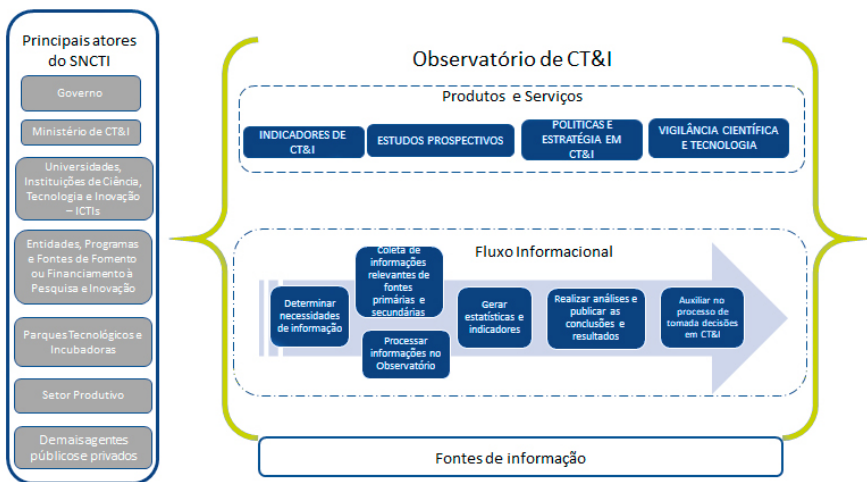 Principais atores
do SNCTI
Governo
Ministério de CT&I
Universidades,
Instituições de Ciência,
Tecnologia e Inovação
– ICTIs
Entidades, Programas
e Fontes de Fomento
ou Financiamento à
Pesquisa e Inovação
Parques Tecnológicos e
Incubadoras
Setor Produtivo
Demaisagentes
públicose privados
Observatório de CT&I
Produtos e Serviços
INDICADORES DE
CT&I
ESTUDOS PROSPECTIVOS
POLITICAS E
ESTRATÉGIA EM
CT&I
VIGILÂNCIA CIENTÍFICA
E TECNOLOGIA
Fluxo Informacional
Determinar
necessidades
de informação
Coleta de
informações
relevantes de
fontes
primárias e
secundárias
Processar
informações no
Observatório
Gerar
estatísticas e
indicadores
Realizar análises e
publicar as
conclusões e
resultados
Auxiliar no
processo de
tomada decisões
em CT&I
Fontes de informação